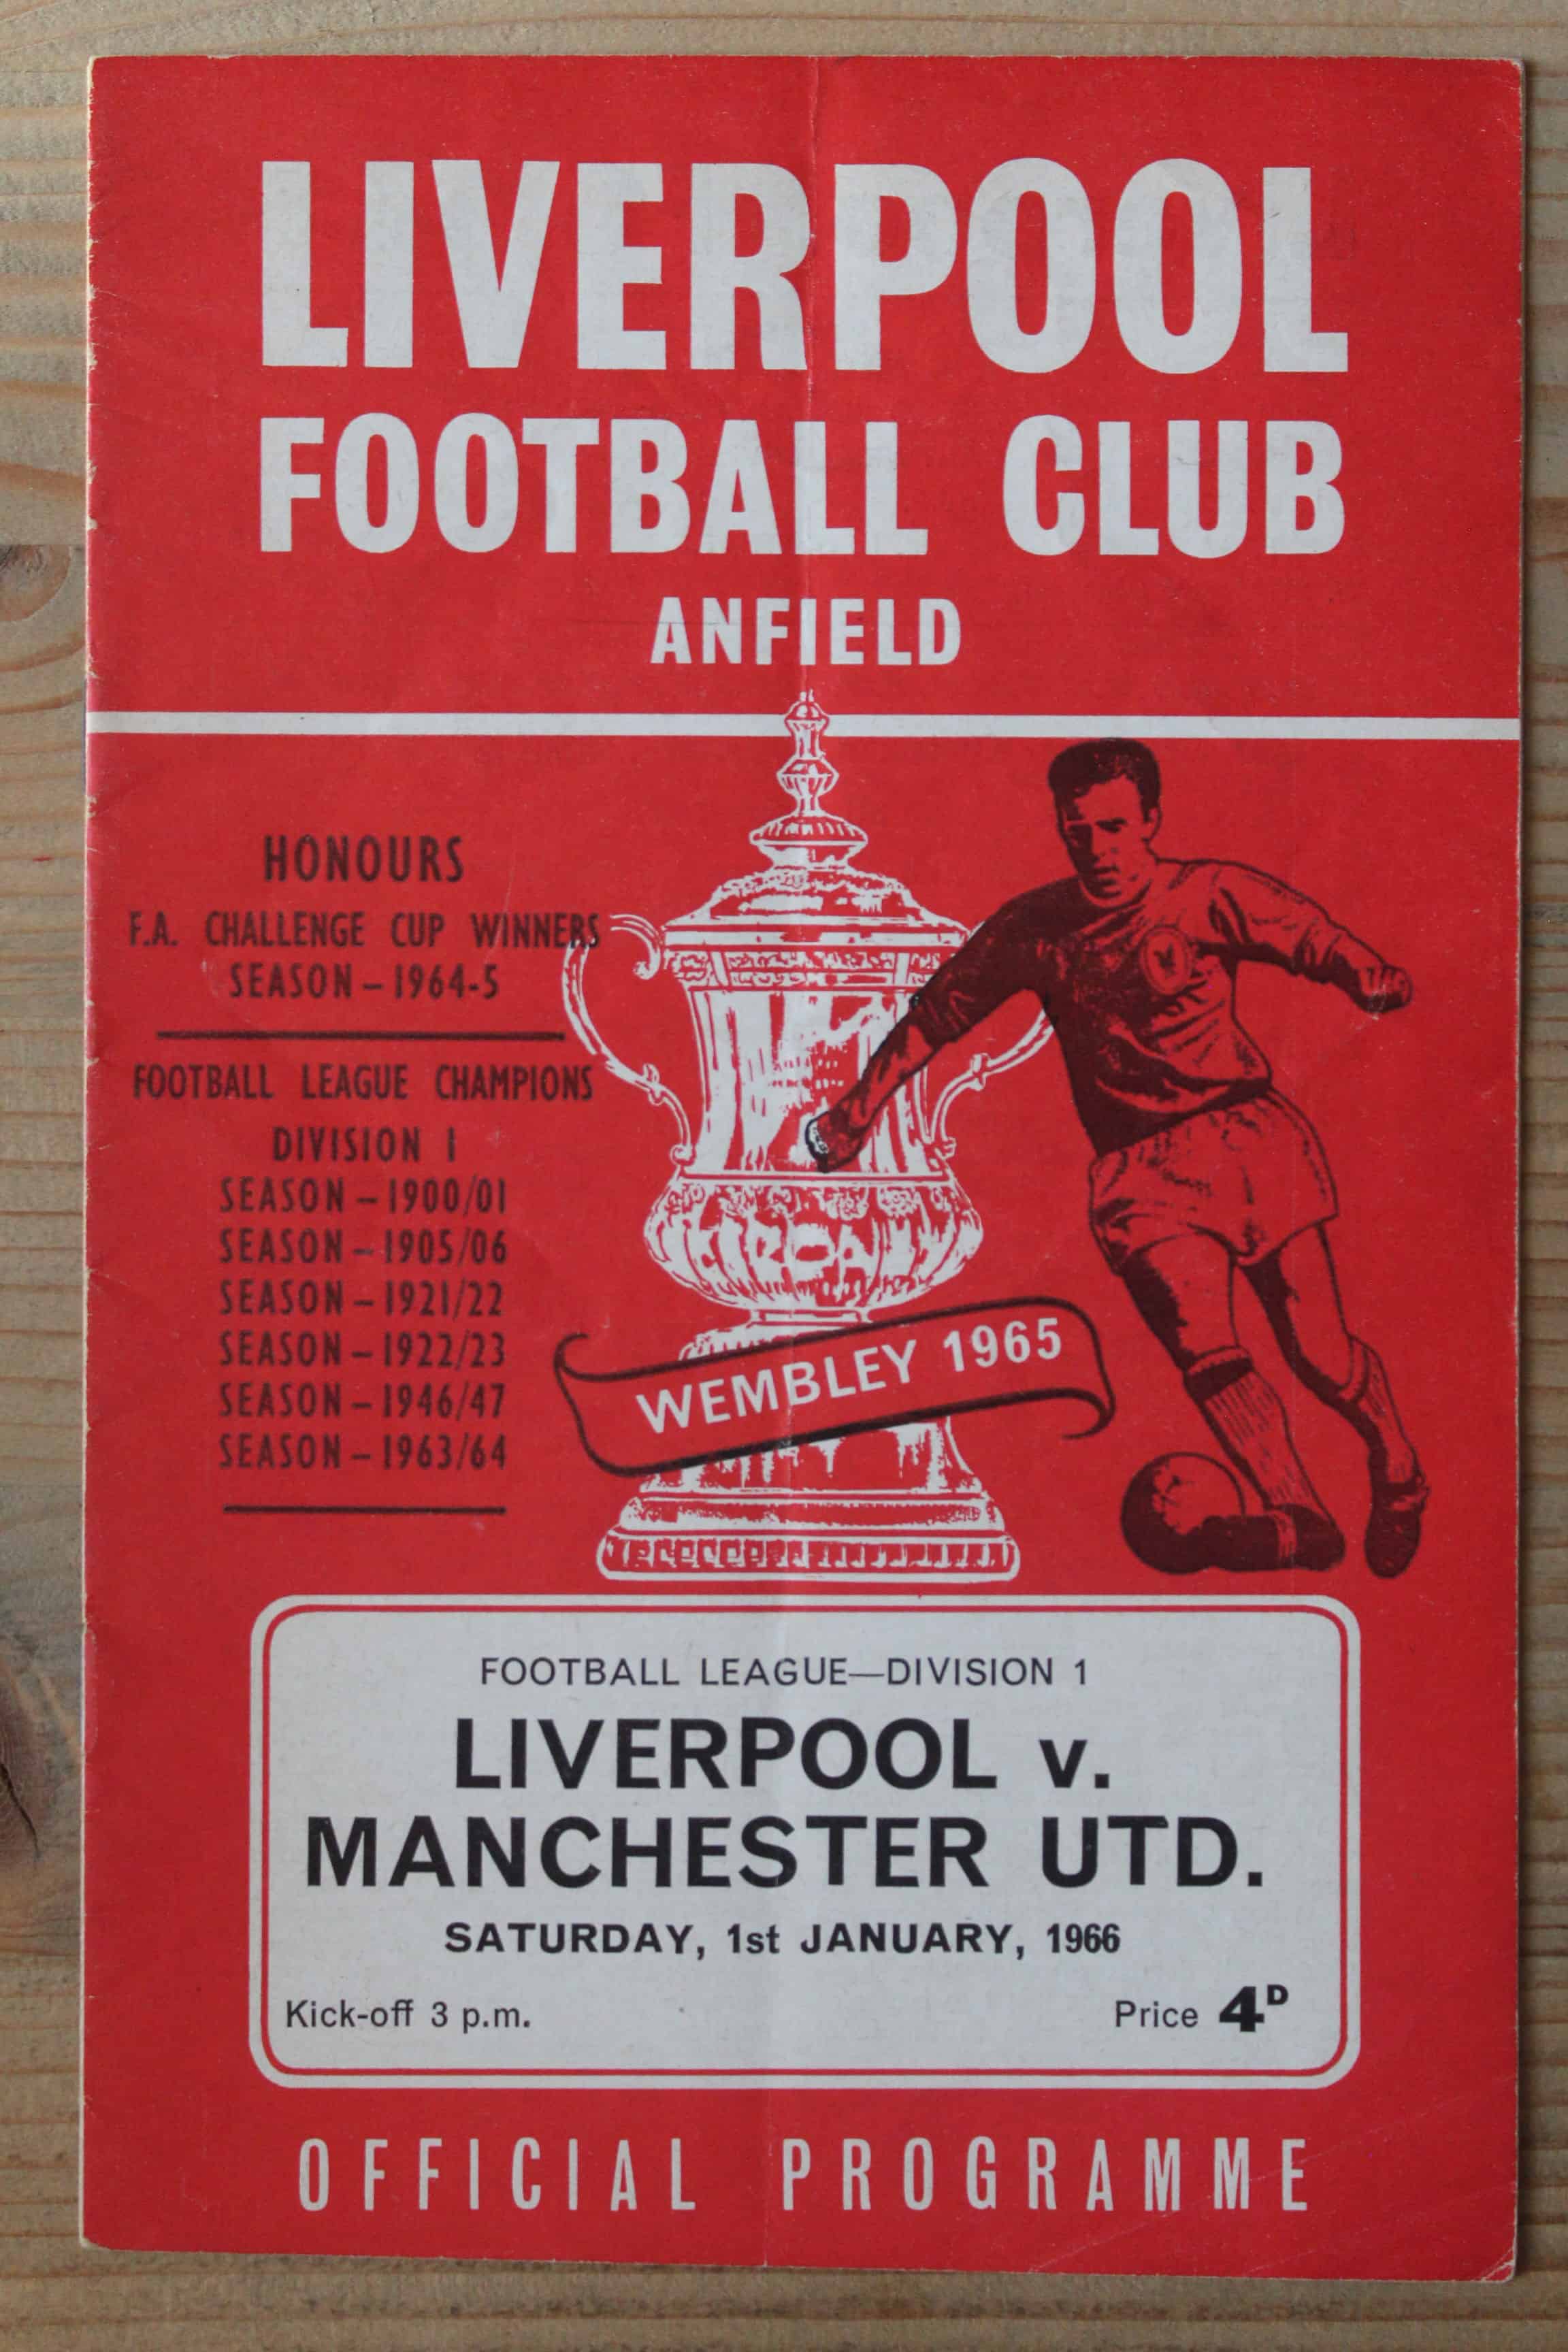 LIVERPOOL
FOOTBALL CLUB
ANFIELD
HONOURS
F.A. CHALLENGE CUP WINNERS
SEASON – 1964-5
FOOTBALL LEAGUE CHAMPIONS
DIVISION 1
SEASON – 1900/01
SEASON – 1905/06
SEASON – 1921/22
SEASON – 1922/23
SEASON – 1946/47
SEASON – 1963/64
WEMBLEY 1965
FOOTBALL LEAGUE—DIVISION 1
LIVERPOOL v.
MANCHESTER UTD.
SATURDAY, 1st JANUARY, 1966
Kick-off 3 p.m. Price 4D
OFFICIAL PROGRAMME